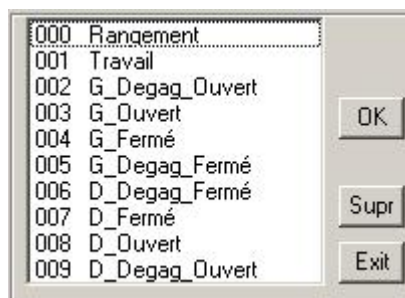 000 Rangement
001 Travail
002 G_Degag_Ouvert
003 G_Ouvert
004 G_Fermé
005 G_Degag_Fermé
006 D_Degag_Fermé
007 D_Fermé
008 D_Ouvert
009 D_Degag_Ouvert
OK
Supr
Exit